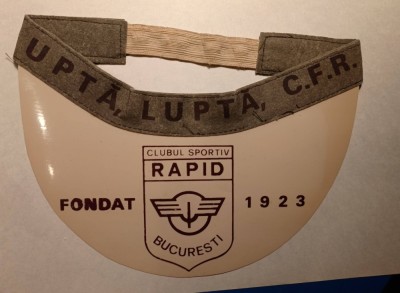 UPTĂ, LUPTĂ, C.F.R.
CLUBUL SPORTIV
RAPID
FONDAT 1923
BUCUREȘTI